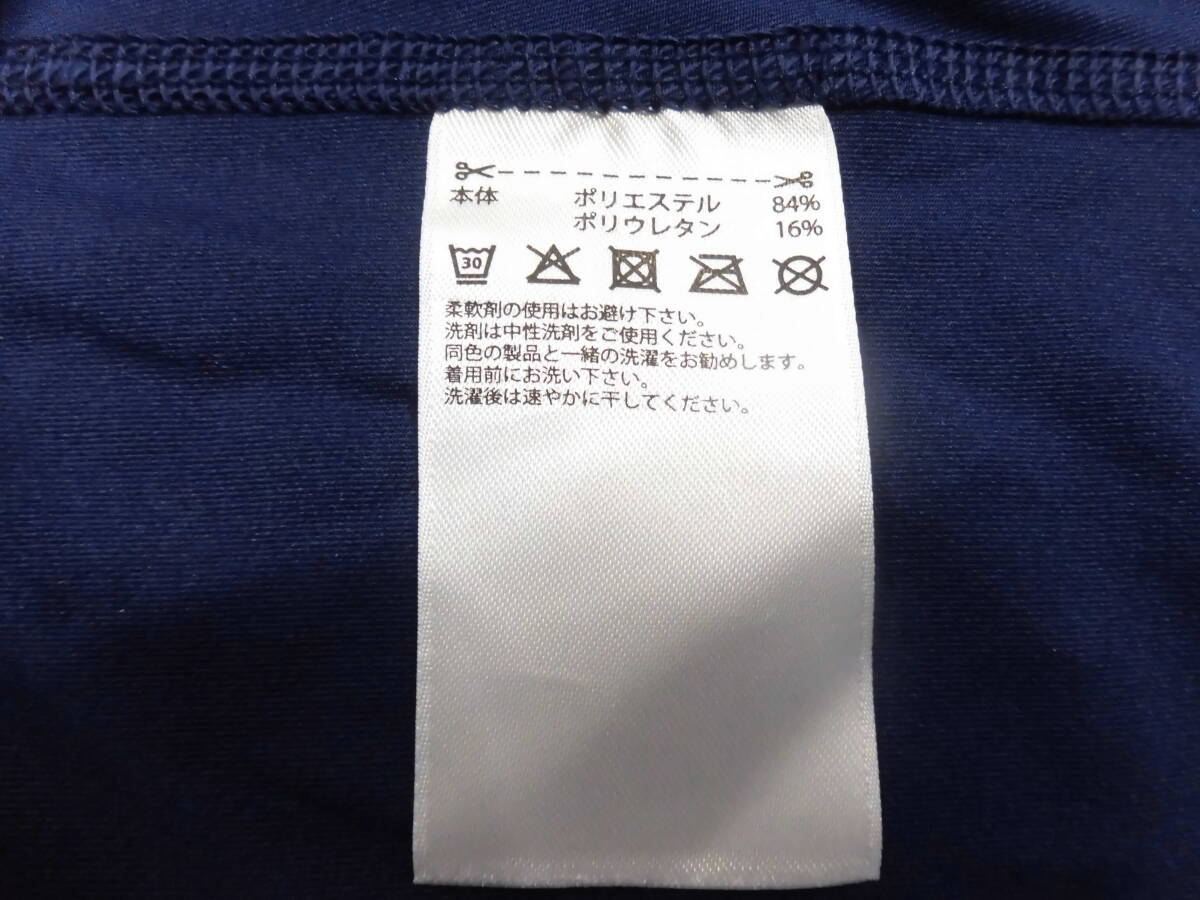 本体 ポリエステル 84%
ポリウレタン 16%
30
柔軟剤の使用はお避け下さい。
洗剤は中性洗剤をご使用ください。
同色の製品と一緒の洗濯をお勧めします。
着用前にお洗い下さい。
洗濯後は速やかに干してください。